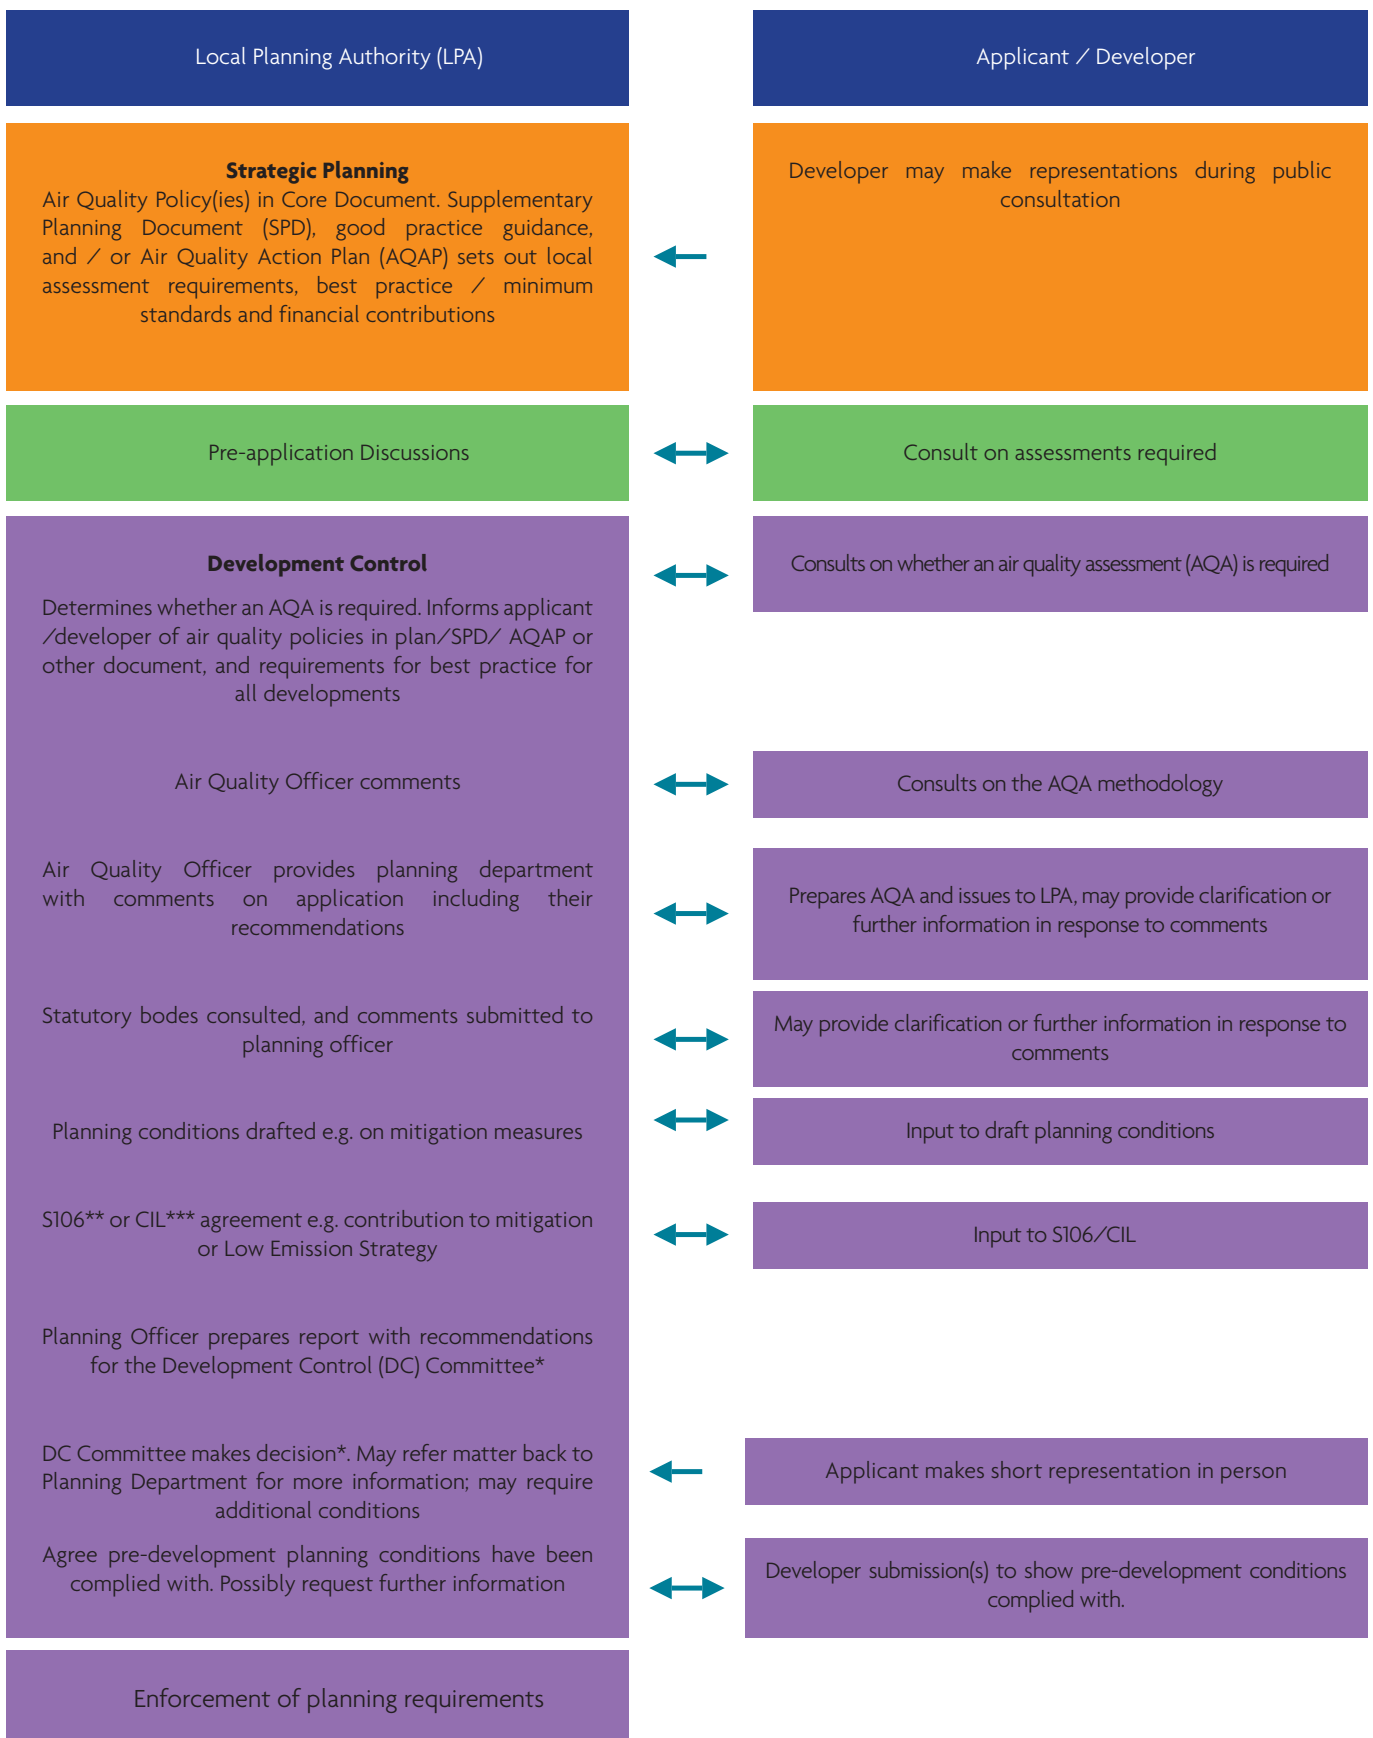 Local Planning Authority (LPA)
Applicant / Developer
Strategic Planning
Air Quality Policy(ies) in Core Document. Supplementary
Planning Document (SPD), good practice guidance,
and / or Air Quality Action Plan (AQAP) sets out local
assessment requirements, best practice / minimum
standards and financial contributions
Developer may make representations during public
consultation
Pre-application Discussions
Consult on assessments required
Development Control
Determines whether an AQA is required. Informs applicant
/developer of air quality policies in plan/SPD/ AQAP or
other document, and requirements for best practice for
all developments
Consults on whether an air quality assessment (AQA) is required
Air Quality Officer comments
Consults on the AQA methodology
Air Quality Officer provides planning department
with comments on application including their
recommendations
Prepares AQA and issues to LPA, may provide clarification or
further information in response to comments
Statutory bodes consulted, and comments submitted to
planning officer
May provide clarification or further information in response to
comments
Planning conditions drafted e.g. on mitigation measures
Input to draft planning conditions
S106** or CIL*** agreement e.g. contribution to mitigation
or Low Emission Strategy
Input to S106/CIL
Planning Officer prepares report with recommendations
for the Development Control (DC) Committee*
DC Committee makes decision*. May refer matter back to
Planning Department for more information; may require
additional conditions
Applicant makes short representation in person
Agree pre-development planning conditions have been
complied with. Possibly request further information
Developer submission(s) to show pre-development conditions
complied with.
Enforcement of planning requirements